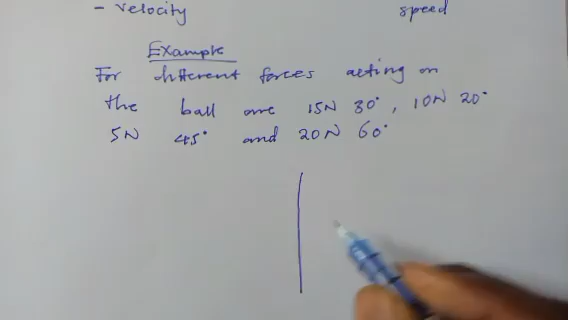 - velocity speed
Example
For different forces acting on
the ball are 15N 30°, 10N 20°
5N 45° and 20N 60°